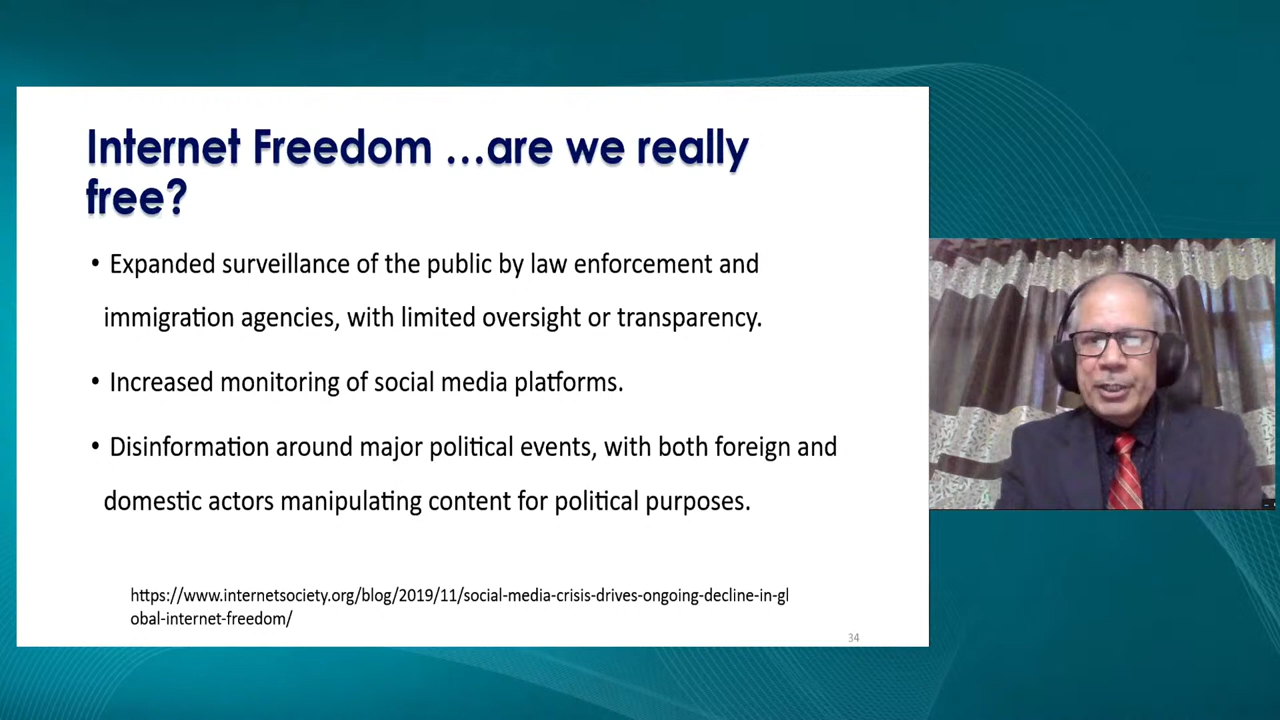 Internet Freedom …are we really
free?
• Expanded surveillance of the public by law enforcement and
immigration agencies, with limited oversight or transparency.
• Increased monitoring of social media platforms.
• Disinformation around major political events, with both foreign and
domestic actors manipulating content for political purposes.
https://www.internetsociety.org/blog/2019/11/social-media-crisis-drives-ongoing-decline-in-gl
obal-internet-freedom/
34